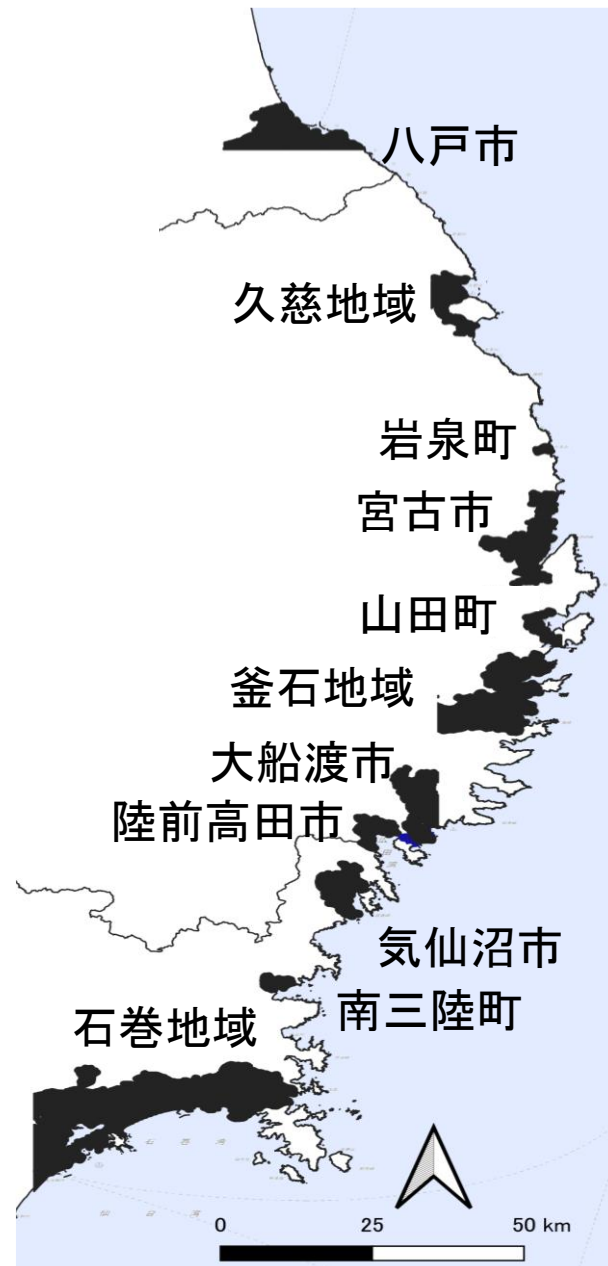 八戸市
久慈地域
岩泉町
宮古市
山田町
釜石地域
大船渡市
陸前高田市
気仙沼市
南三陸町
石巻地域
0 25 50 km